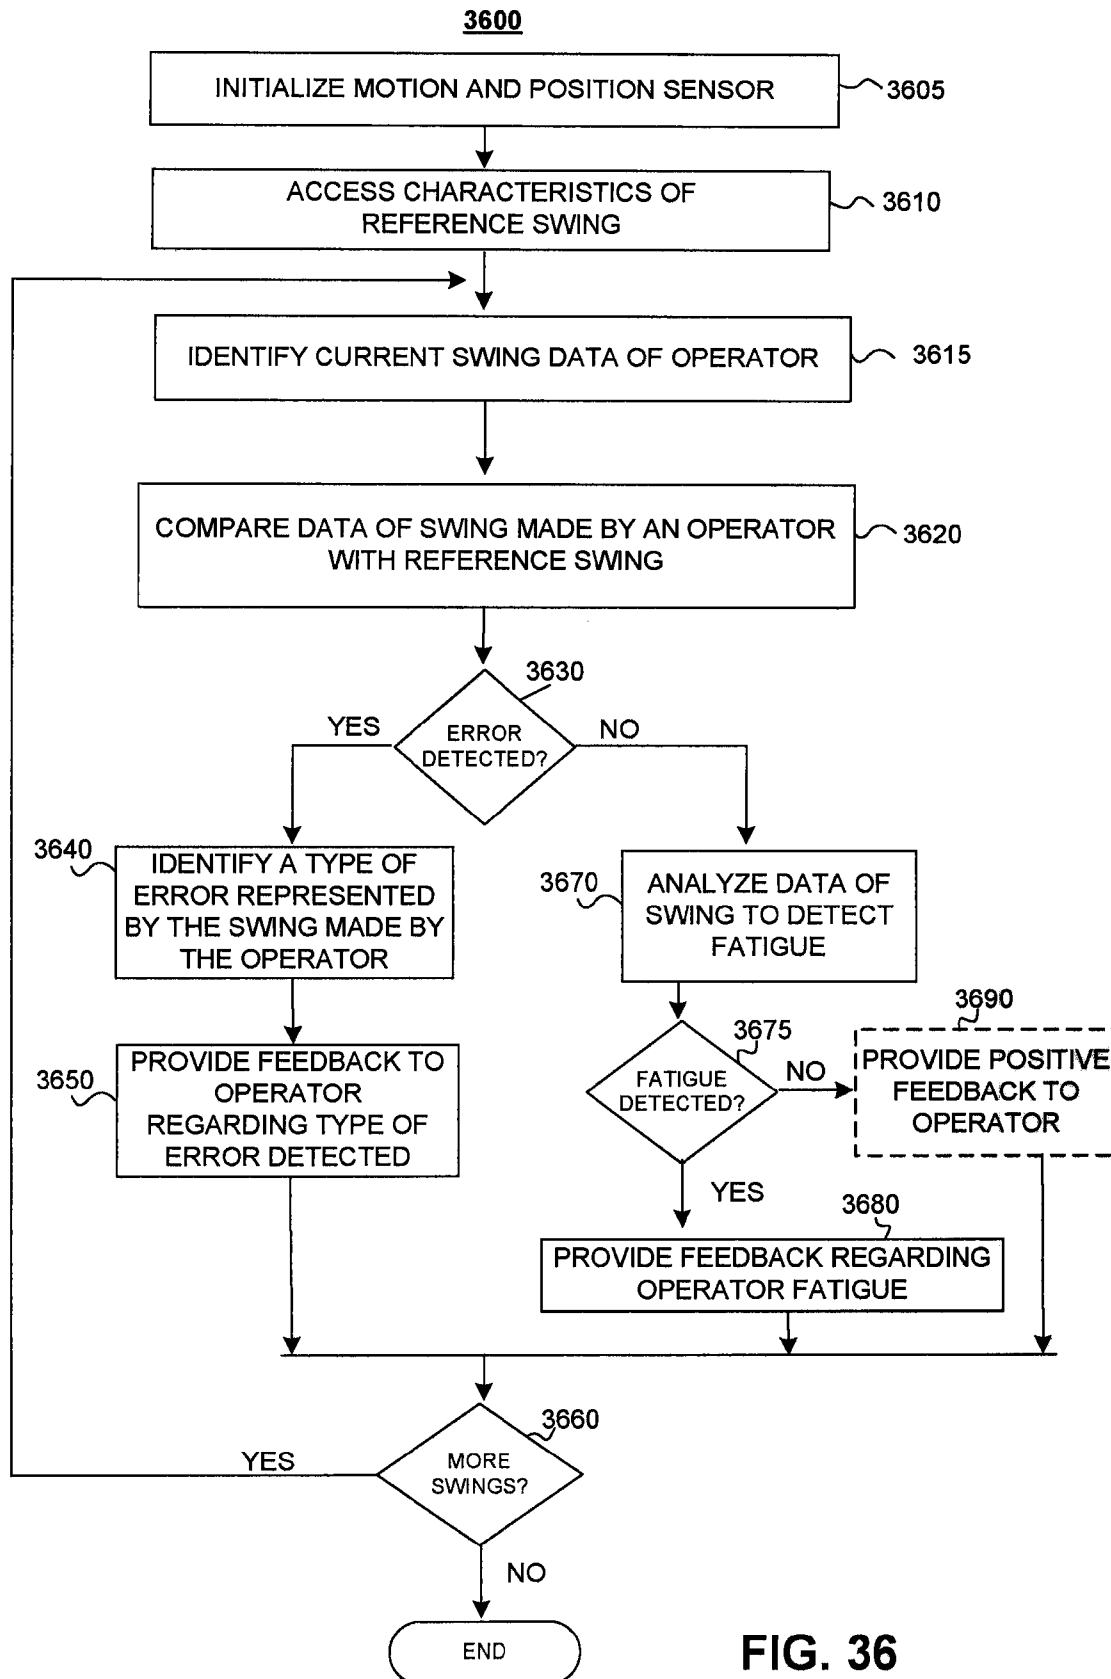 3600
INITIALIZE MOTION AND POSITION SENSOR
3605
ACCESS CHARACTERISTICS OF
REFERENCE SWING
3610
IDENTIFY CURRENT SWING DATA OF OPERATOR
3615
COMPARE DATA OF SWING MADE BY AN OPERATOR
WITH REFERENCE SWING
3620
3630
YES
ERROR
DETECTED?
NO
3640
IDENTIFY A TYPE OF
ERROR REPRESENTED
BY THE SWING MADE BY
THE OPERATOR
3670
ANALYZE DATA OF
SWING TO DETECT
FATIGUE
3650
PROVIDE FEEDBACK TO
OPERATOR
REGARDING TYPE OF
ERROR DETECTED
3675
FATIGUE
DETECTED?
NO
3690
PROVIDE POSITIVE
FEEDBACK TO
OPERATOR
YES
3680
PROVIDE FEEDBACK REGARDING
OPERATOR FATIGUE
3660
YES
MORE
SWINGS?
NO
END
FIG. 36